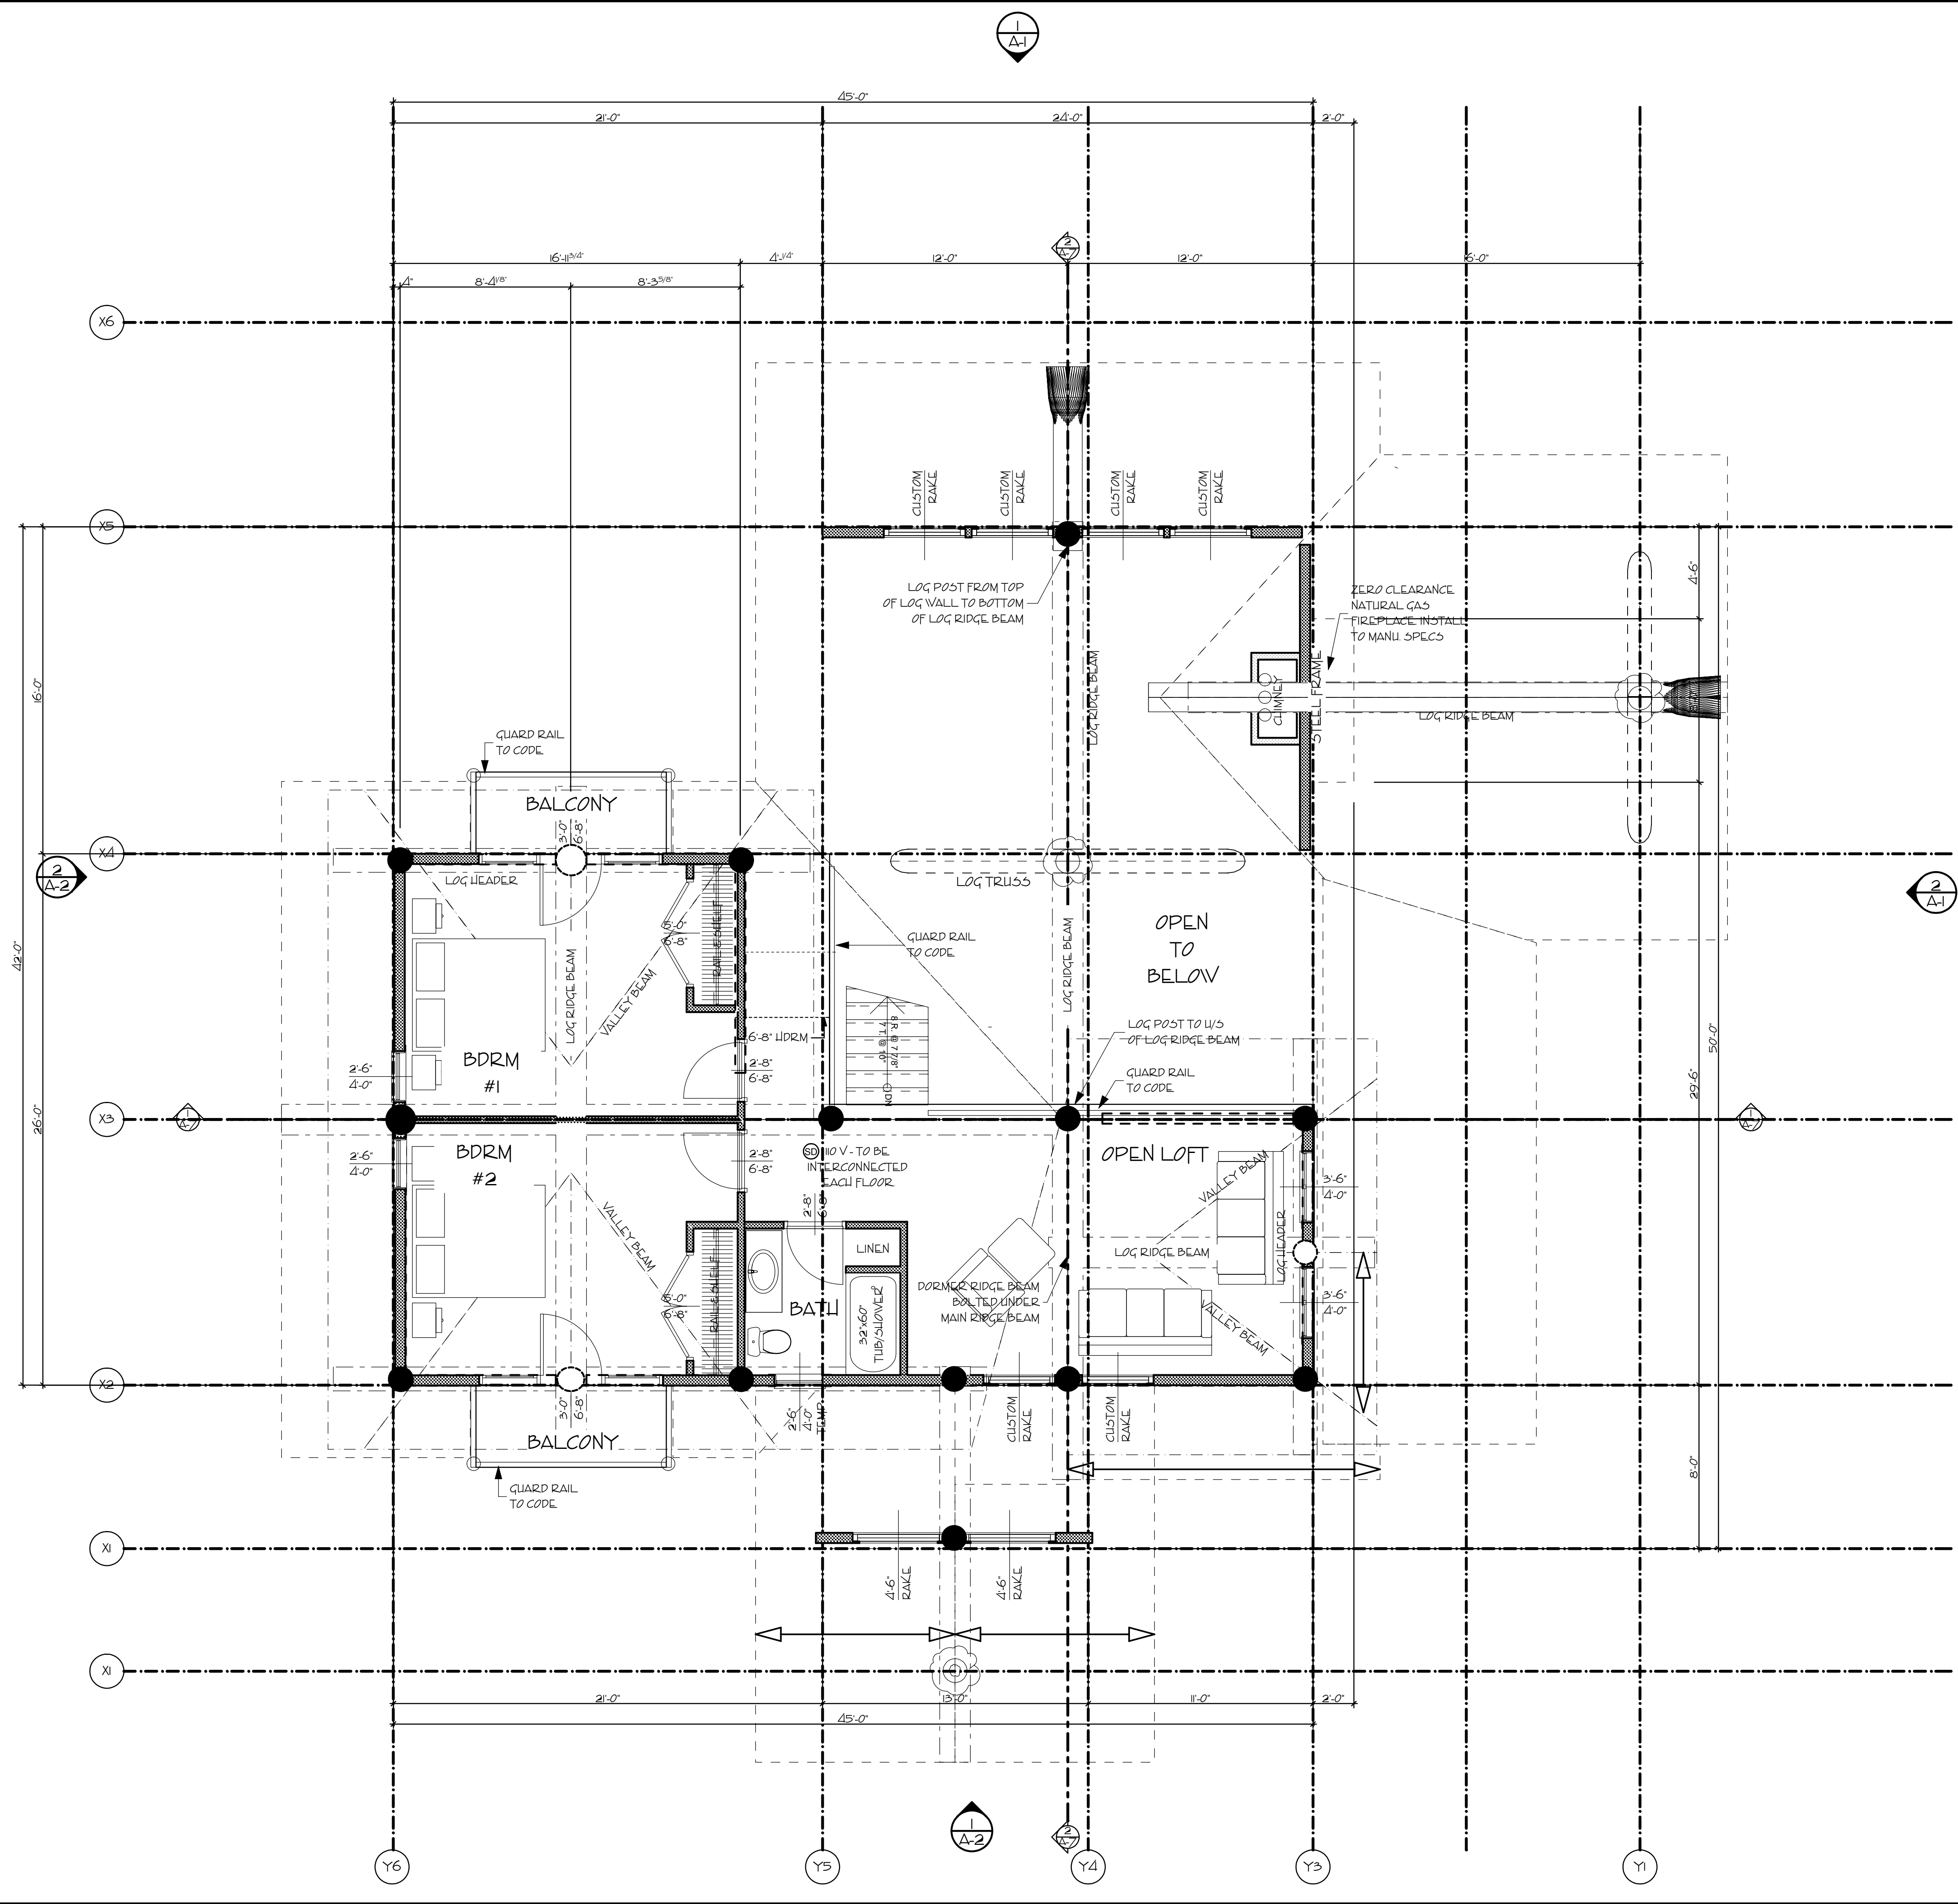 1
A-1
45'-0"
21'-0"
24'-0"
2'-0"
2
A-7
16'-11 3/4"
4'-1/4"
12'-0"
12'-0"
16'-0"
4"
8'-4 1/8"
8'-3 5/8"
X6
CUSTOM
RAKE
CUSTOM
RAKE
CUSTOM
RAKE
CUSTOM
RAKE
X5
4'-6"
LOG POST FROM TOP
OF LOG WALL TO BOTTOM
OF LOG RIDGE BEAM
ZERO CLEARANCE
NATURAL GAS
FIREPLACE INSTALL
TO MANU. SPECS
16'-0"
LOG RIDGE BEAM
CHIMNEY
STEEL FRAME
LOG RIDGE BEAM
GUARD RAIL
TO CODE
BALCONY
3'-0"
6'-8"
X4
2
A-2
LOG HEADER
LOG TRUSS
2
A-1
5'-0"
6'-8"
RAIL & SHELF
GUARD RAIL
TO CODE
OPEN
TO
BELOW
42'-0"
LOG RIDGE BEAM
VALLEY BEAM
LOG RIDGE BEAM
8 R. @ 7 7/8"
7 T. @ 10"
DN
6'-8" HDRM
LOG POST TO U/S
OF LOG RIDGE BEAM
50'-0"
BDRM
#1
2'-6"
4'-0"
2'-8"
6'-8"
GUARD RAIL
TO CODE
29'-6"
26'-0"
X3
1
A-7
1
A-7
BDRM
#2
2'-6"
4'-0"
2'-8"
6'-8"
SD
110 V - TO BE
INTERCONNECTED
EACH FLOOR
OPEN LOFT
VALLEY BEAM
3'-6"
4'-0"
2'-8"
6'-8"
VALLEY BEAM
LINEN
LOG RIDGE BEAM
LOG HEADER
5'-0"
6'-8"
RAIL & SHELF
BATH
32"x60"
TUB/SHOWER
DORMER RIDGE BEAM
BOLTED UNDER
MAIN RIDGE BEAM
VALLEY BEAM
3'-6"
4'-0"
X2
3'-0"
6'-8"
BALCONY
2'-6"
4'-0"
TEMP
CUSTOM
RAKE
CUSTOM
RAKE
8'-0"
GUARD RAIL
TO CODE
X1
4'-6"
RAKE
4'-6"
RAKE
X1
21'-0"
13'-0"
11'-0"
2'-0"
45'-0"
1
A-2
2
A-7
Y6
Y5
Y4
Y3
Y1